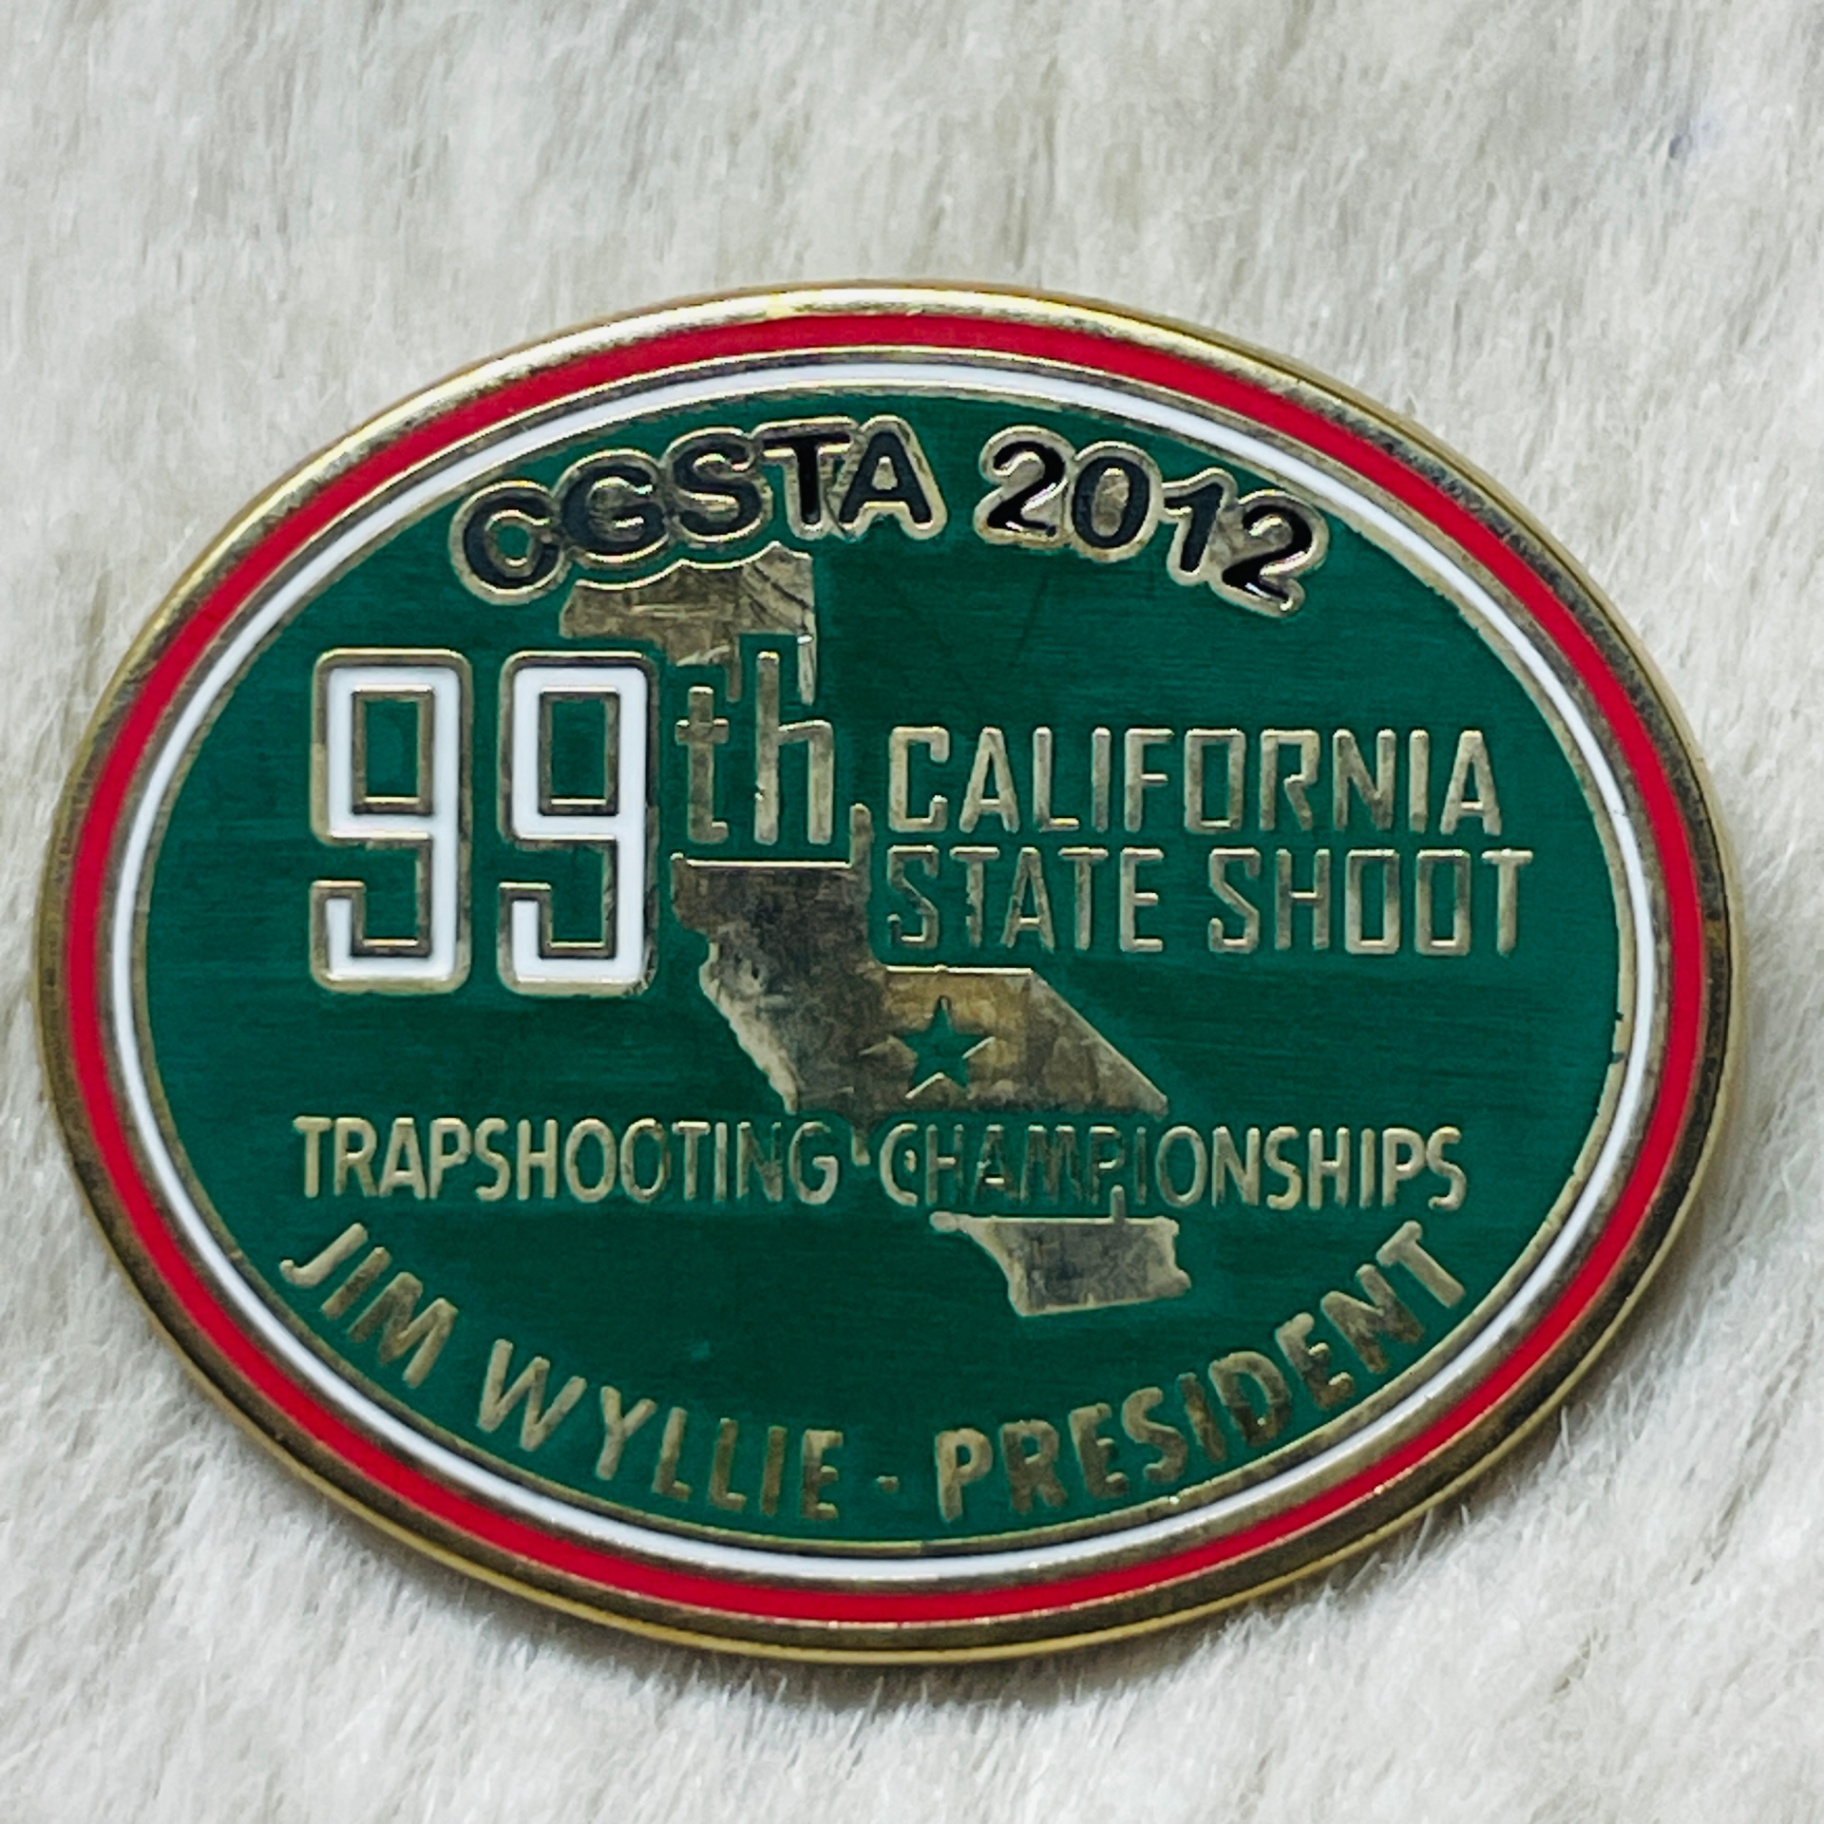 CGSTA 2012
99th CALIFORNIA
STATE SHOOT
TRAPSHOOTING CHAMPIONSHIPS
JIM WYLLIE - PRESIDENT